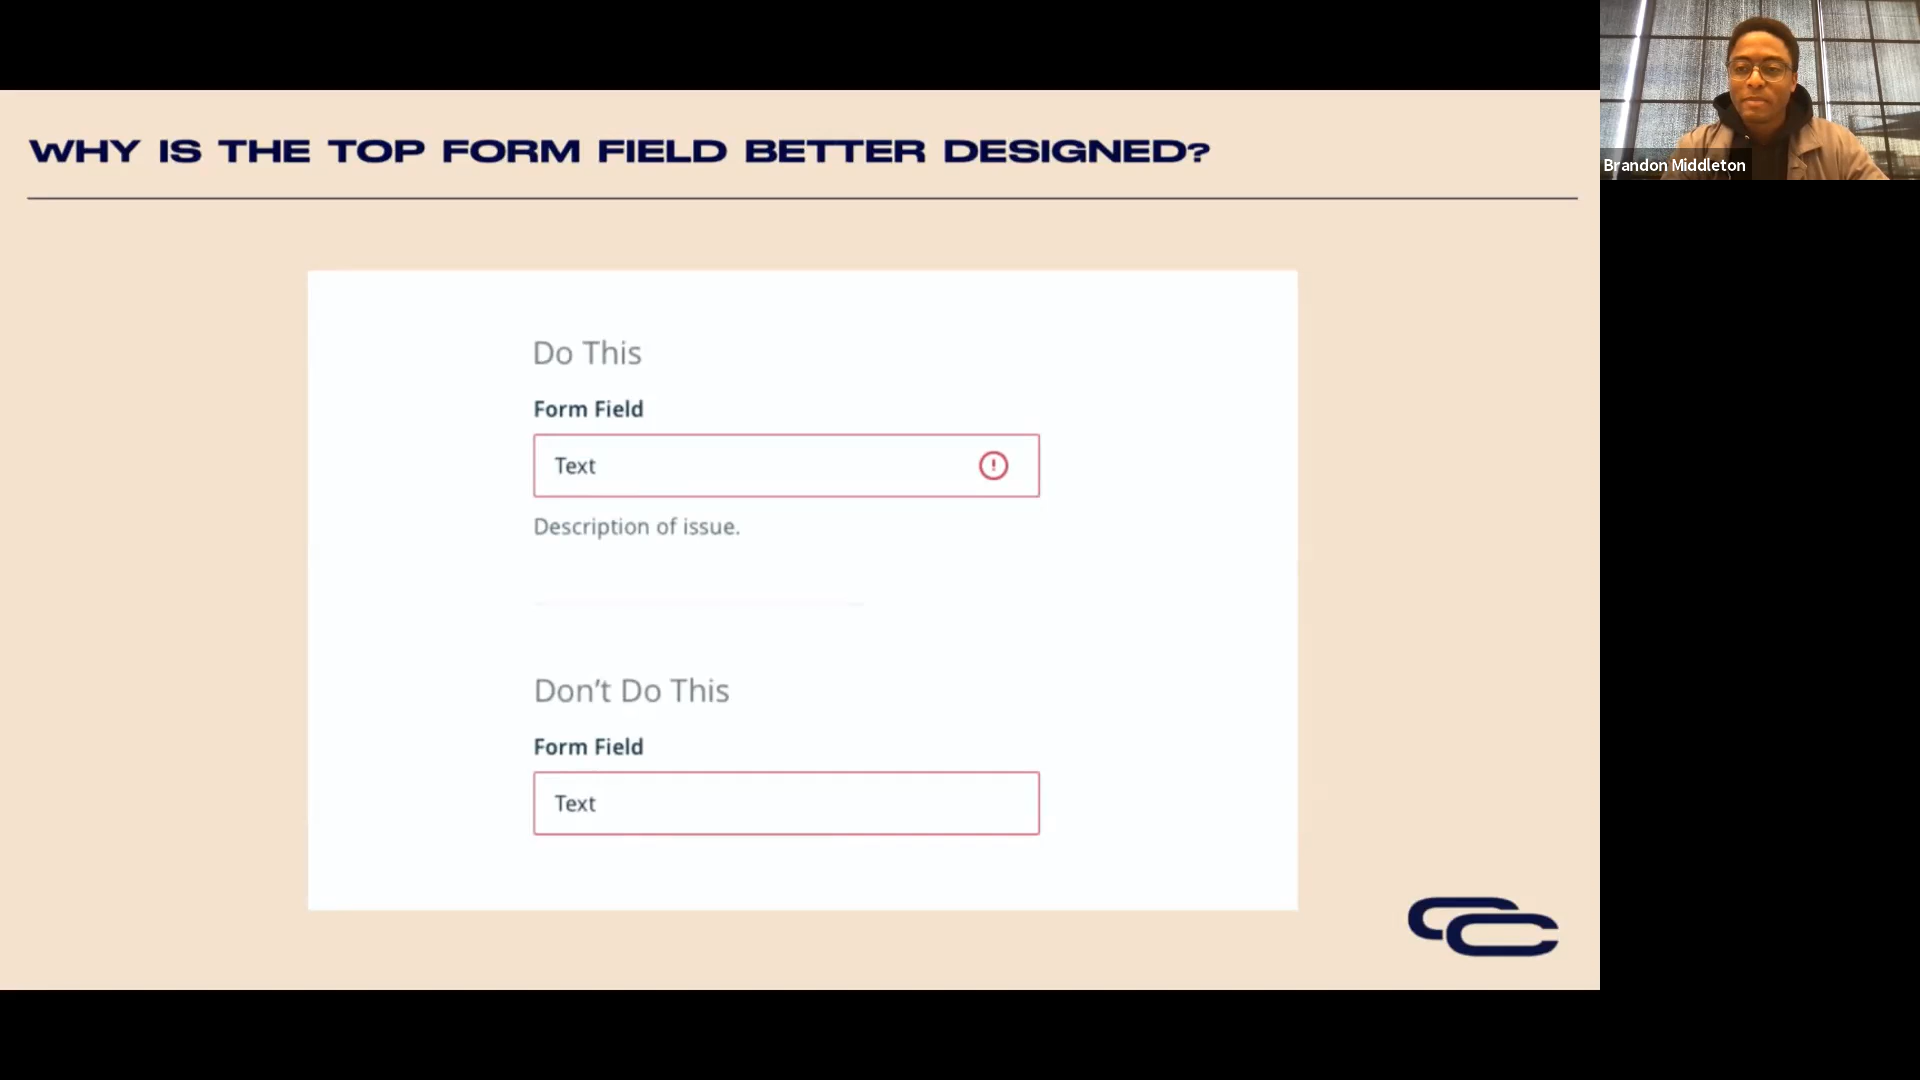 WHY IS THE TOP FORM FIELD BETTER DESIGNED?
Brandon Middleton
Do This
Form Field
Text
!
Description of issue.
Don't Do This
Form Field
Text
CC